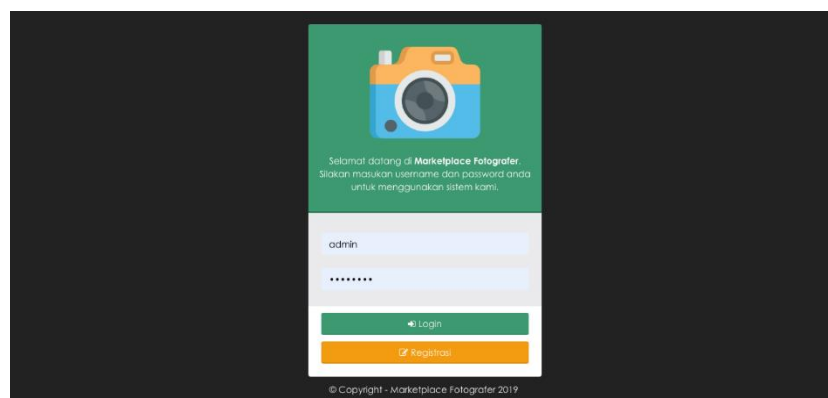 Selamat datang di Marketplace Fotografer.
Silakan masukan username dan password anda
untuk menggunakan sistem kami.
admin
••••••••
Login
Registrasi
© Copyright - Marketplace Fotografer 2019